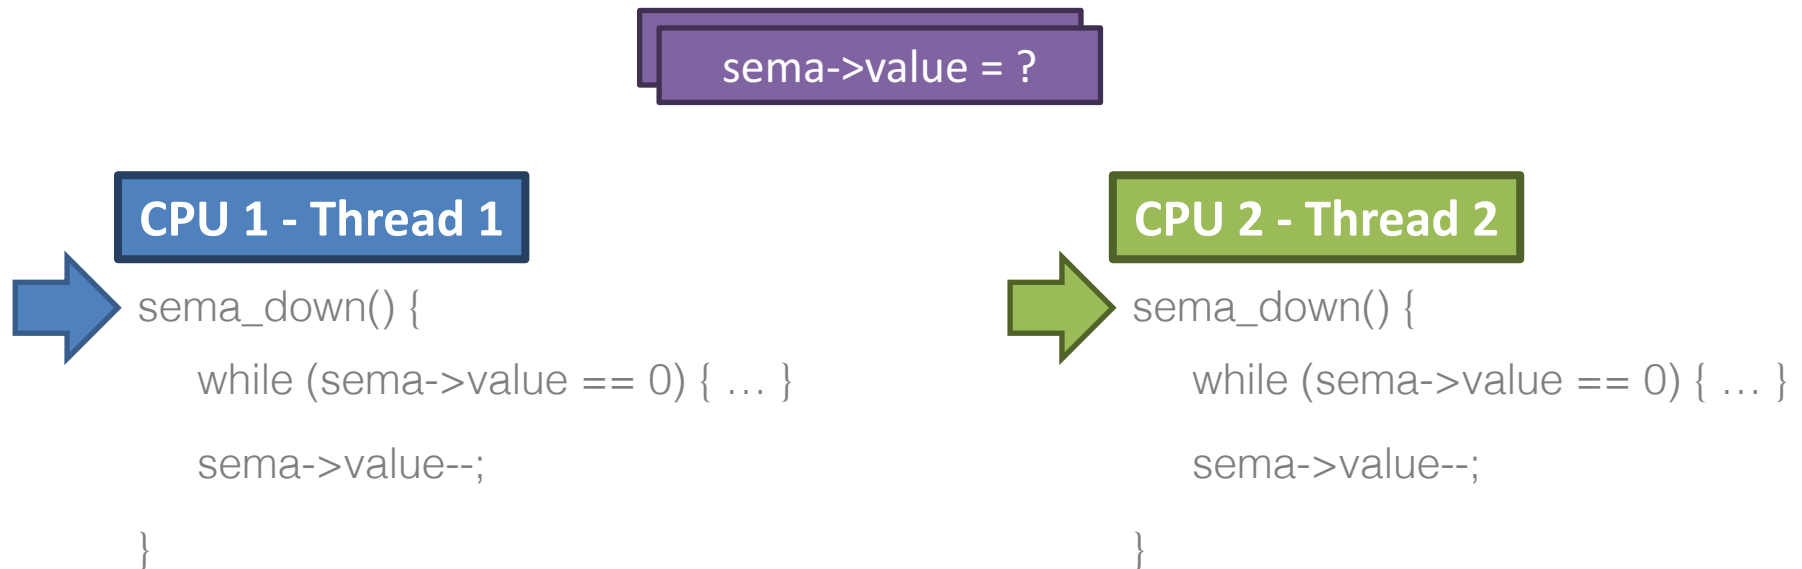 sema->value = ?
CPU 1 - Thread 1
sema_down() {
while (sema->value == 0) { … }
sema->value--;
}
CPU 2 - Thread 2
sema_down() {
while (sema->value == 0) { … }
sema->value--;
}